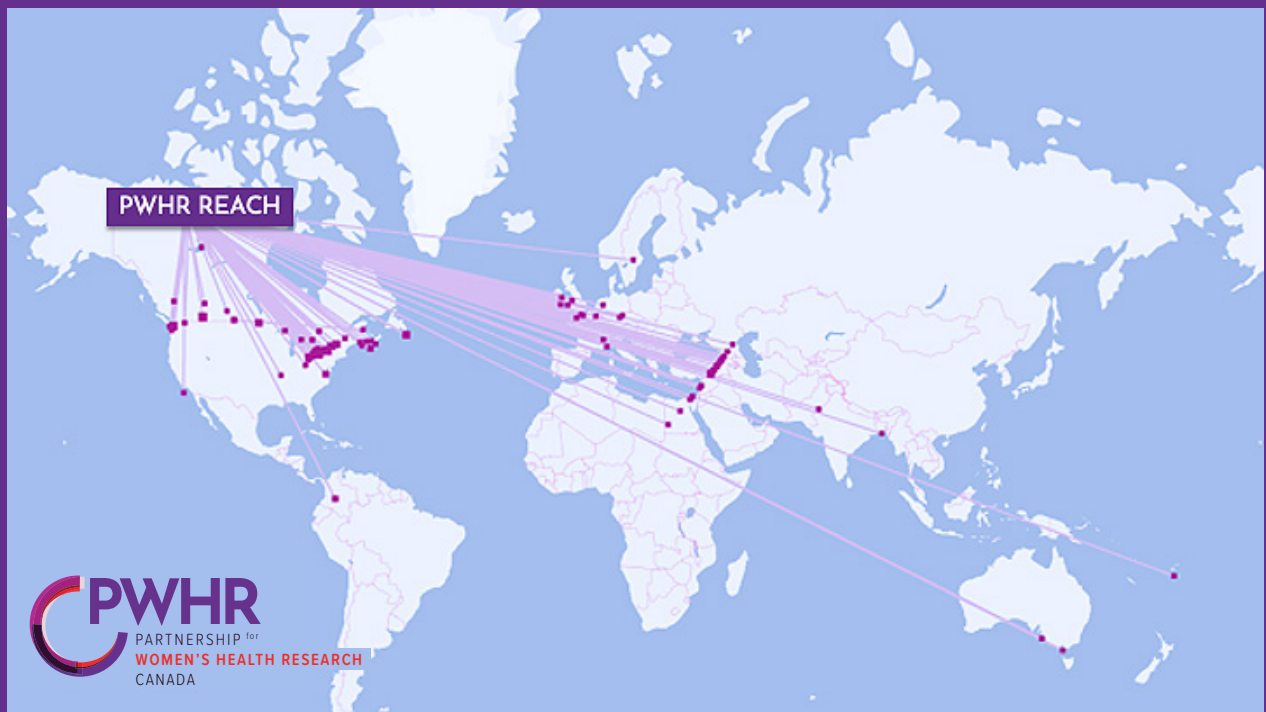 PWHR REACH
PWHR
PARTNERSHIP for
WOMEN'S HEALTH RESEARCH
CANADA